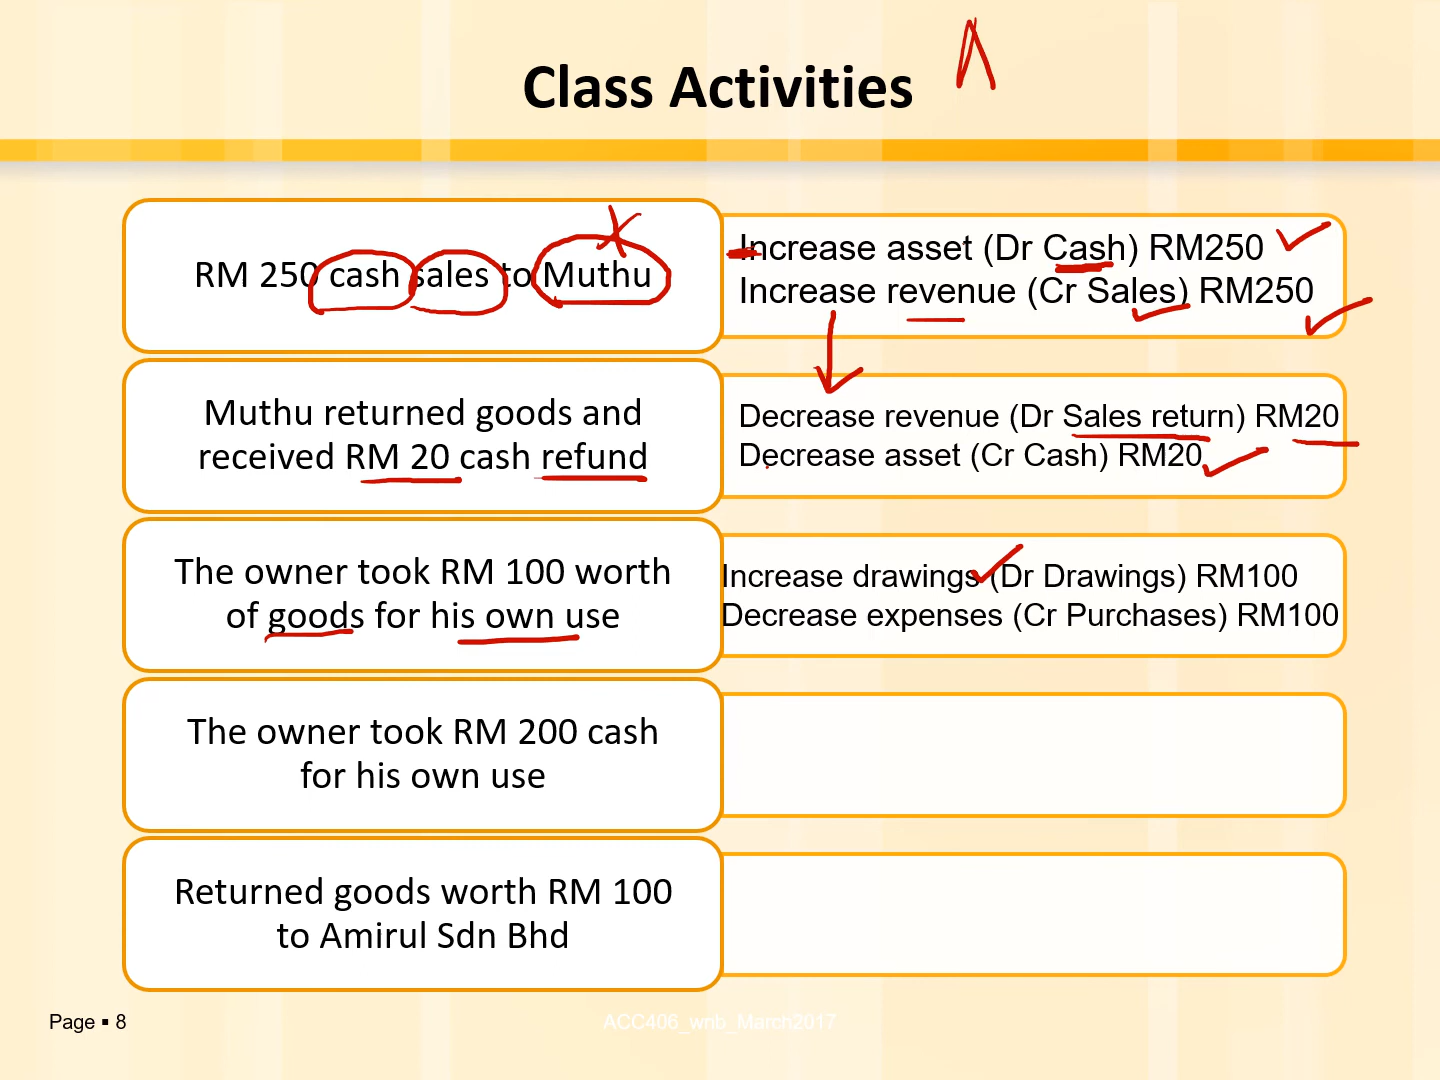 Class Activities
RM 250 cash sales to Muthu
Increase asset (Dr Cash) RM250
Increase revenue (Cr Sales) RM250
Muthu returned goods and
received RM 20 cash refund
Decrease revenue (Dr Sales return) RM20
Decrease asset (Cr Cash) RM20
The owner took RM 100 worth
of goods for his own use
Increase drawings (Dr Drawings) RM100
Decrease expenses (Cr Purchases) RM100
The owner took RM 200 cash
for his own use
Returned goods worth RM 100
to Amirul Sdn Bhd
Page ▪ 8
ACC406_wnb_March2017